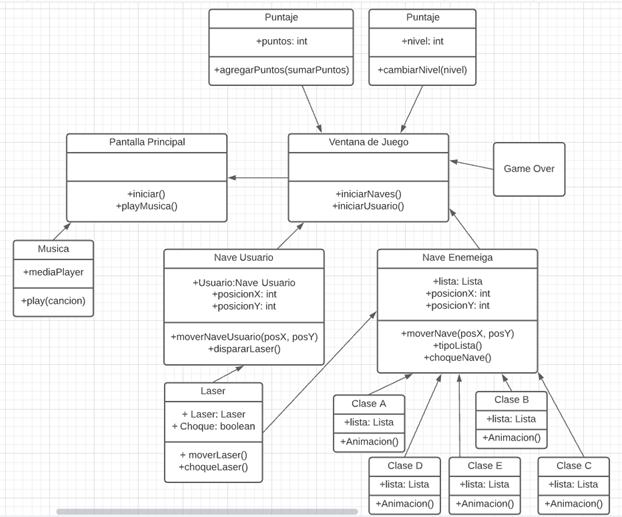 Puntaje
+puntos: int
+agregarPuntos(sumarPuntos)
Puntaje
+nivel: int
+cambiarNivel(nivel)
Pantalla Principal
+iniciar()
+playMusica()
Ventana de Juego
+iniciarNaves()
+iniciarUsuario()
Game Over
Musica
+mediaPlayer
+play(cancion)
Nave Usuario
+Usuario:Nave Usuario
+posicionX: int
+posicionY: int
+moverNaveUsuario(posX, posY)
+dispararLaser()
Nave Enemeiga
+lista: Lista
+posicionX: int
+posicionY: int
+moverNave(posX, posY)
+tipoLista()
+choqueNave()
Laser
+ Laser: Laser
+ Choque: boolean
+ moverLaser()
+choqueLaser()
Clase A
+lista: Lista
+Animacion()
Clase B
+lista: Lista
+Animacion()
Clase D
+lista: Lista
+Animacion()
Clase E
+lista: Lista
+Animacion()
Clase C
+lista: Lista
+Animacion()